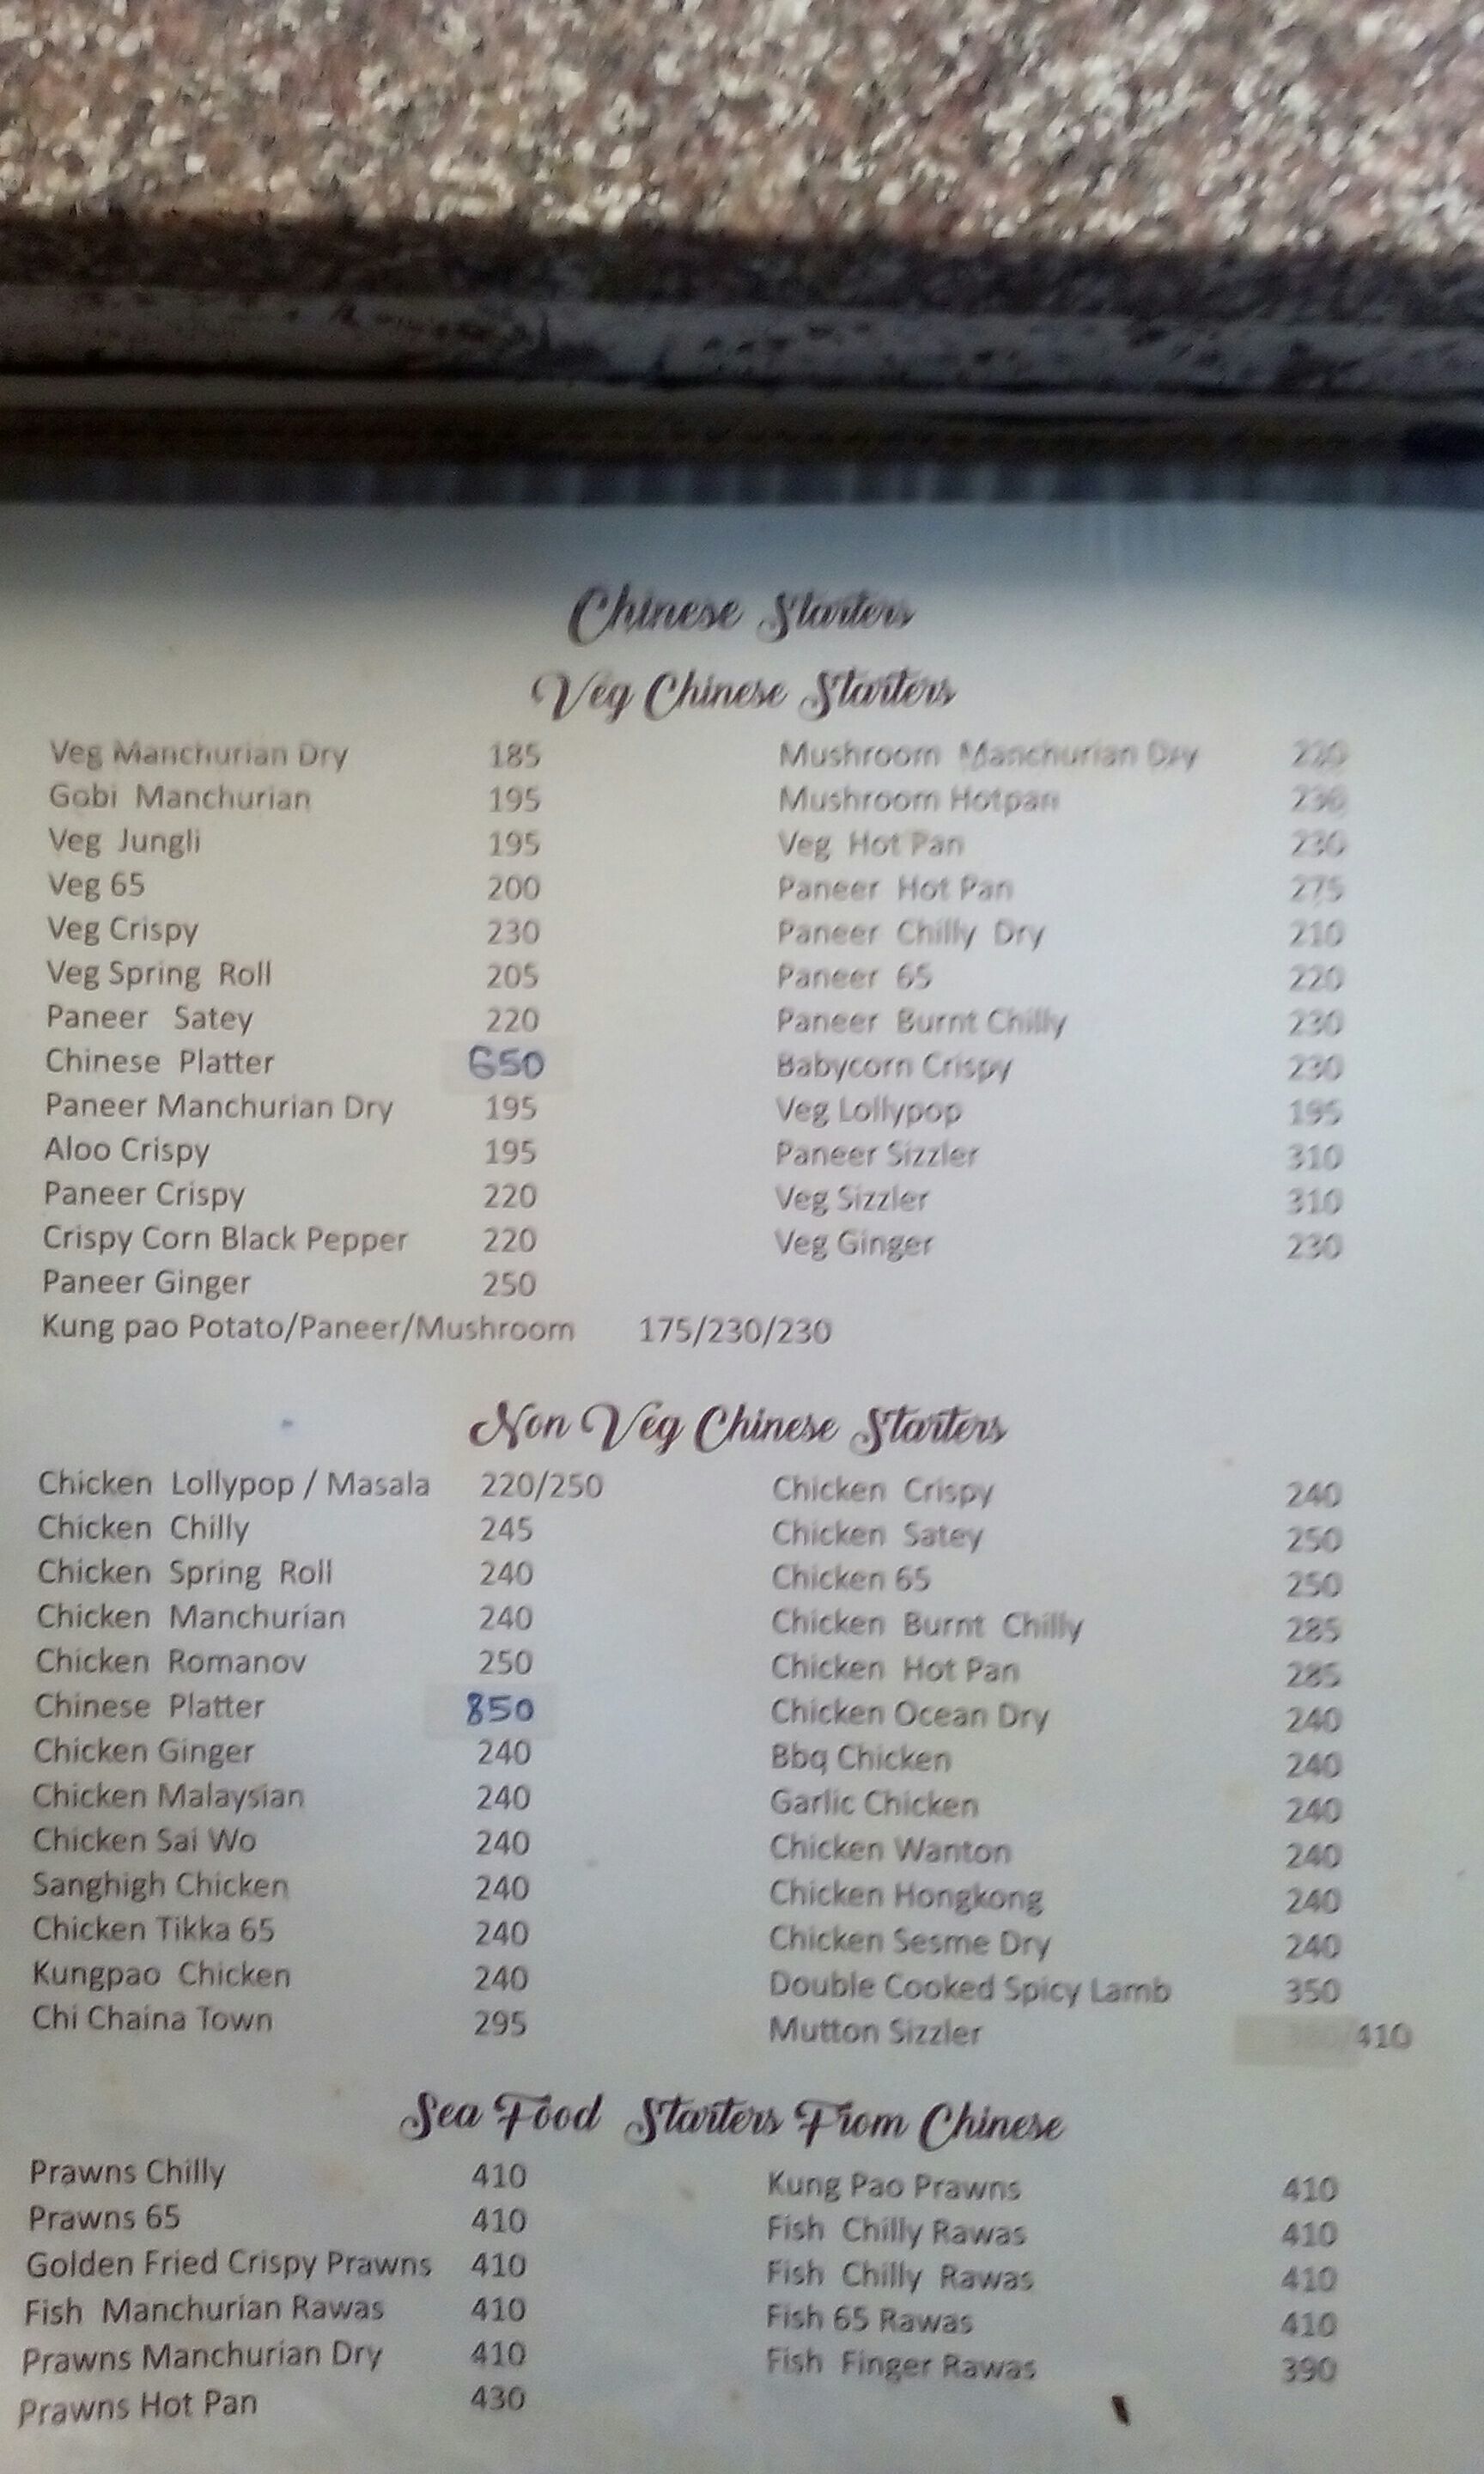 Chinese Starters
Veg Chinese Starters
Veg Manchurian Dry 185 Mushroom Manchurian Dry 220
Gobi Manchurian 195 Mushroom Hotpan 230
Veg Jungli 195 Veg Hot Pan 230
Veg 65 200 Paneer Hot Pan 275
Veg Crispy 230 Paneer Chilly Dry 210
Veg Spring Roll 205 Paneer 65 220
Paneer Satey 220 Paneer Burnt Chilly 230
Chinese Platter 650 Babycorn Crispy 230
Paneer Manchurian Dry 195 Veg Lollypop 195
Aloo Crispy 195 Paneer Sizzler 310
Paneer Crispy 220 Veg Sizzler 310
Crispy Corn Black Pepper 220 Veg Ginger 230
Paneer Ginger 250
Kung pao Potato/Paneer/Mushroom 175/230/230
Non Veg Chinese Starters
Chicken Lollypop / Masala 220/250 Chicken Crispy 240
Chicken Chilly 245 Chicken Satey 250
Chicken Spring Roll 240 Chicken 65 250
Chicken Manchurian 240 Chicken Burnt Chilly 285
Chicken Romanov 250 Chicken Hot Pan 285
Chinese Platter 850 Chicken Ocean Dry 240
Chicken Ginger 240 Bbq Chicken 240
Chicken Malaysian 240 Garlic Chicken 240
Chicken Sai Wo 240 Chicken Wanton 240
Sanghigh Chicken 240 Chicken Hongkong 240
Chicken Tikka 65 240 Chicken Sesme Dry 240
Kungpao Chicken 240 Double Cooked Spicy Lamb 350
Chi Chaina Town 295 Mutton Sizzler /410
Sea Food Starters From Chinese
Prawns Chilly 410 Kung Pao Prawns 410
Prawns 65 410 Fish Chilly Rawas 410
Golden Fried Crispy Prawns 410 Fish Chilly Rawas 410
Fish Manchurian Rawas 410 Fish 65 Rawas 410
Prawns Manchurian Dry 410 Fish Finger Rawas 390
Prawns Hot Pan 430